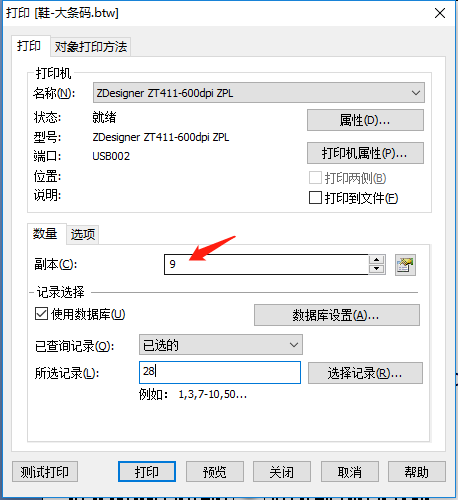 打印 [鞋-大条码.btw]
打印 对象打印方法
打印机
名称(N): ZDesigner ZT411-600dpi ZPL
状态: 就绪 属性(D)...
型号: ZDesigner ZT411-600dpi ZPL
端口: USB002 打印机属性(P)...
位置: 打印两侧(B)
说明: 打印到文件(F)
数量 选项
副本(C): 9
记录选择
使用数据库(U) 数据库设置(A)...
已查询记录(Q): 已选的
所选记录(L): 28 选择记录(R)...
例如: 1,3,7-10,50...
测试打印 打印 预览 关闭 取消 帮助